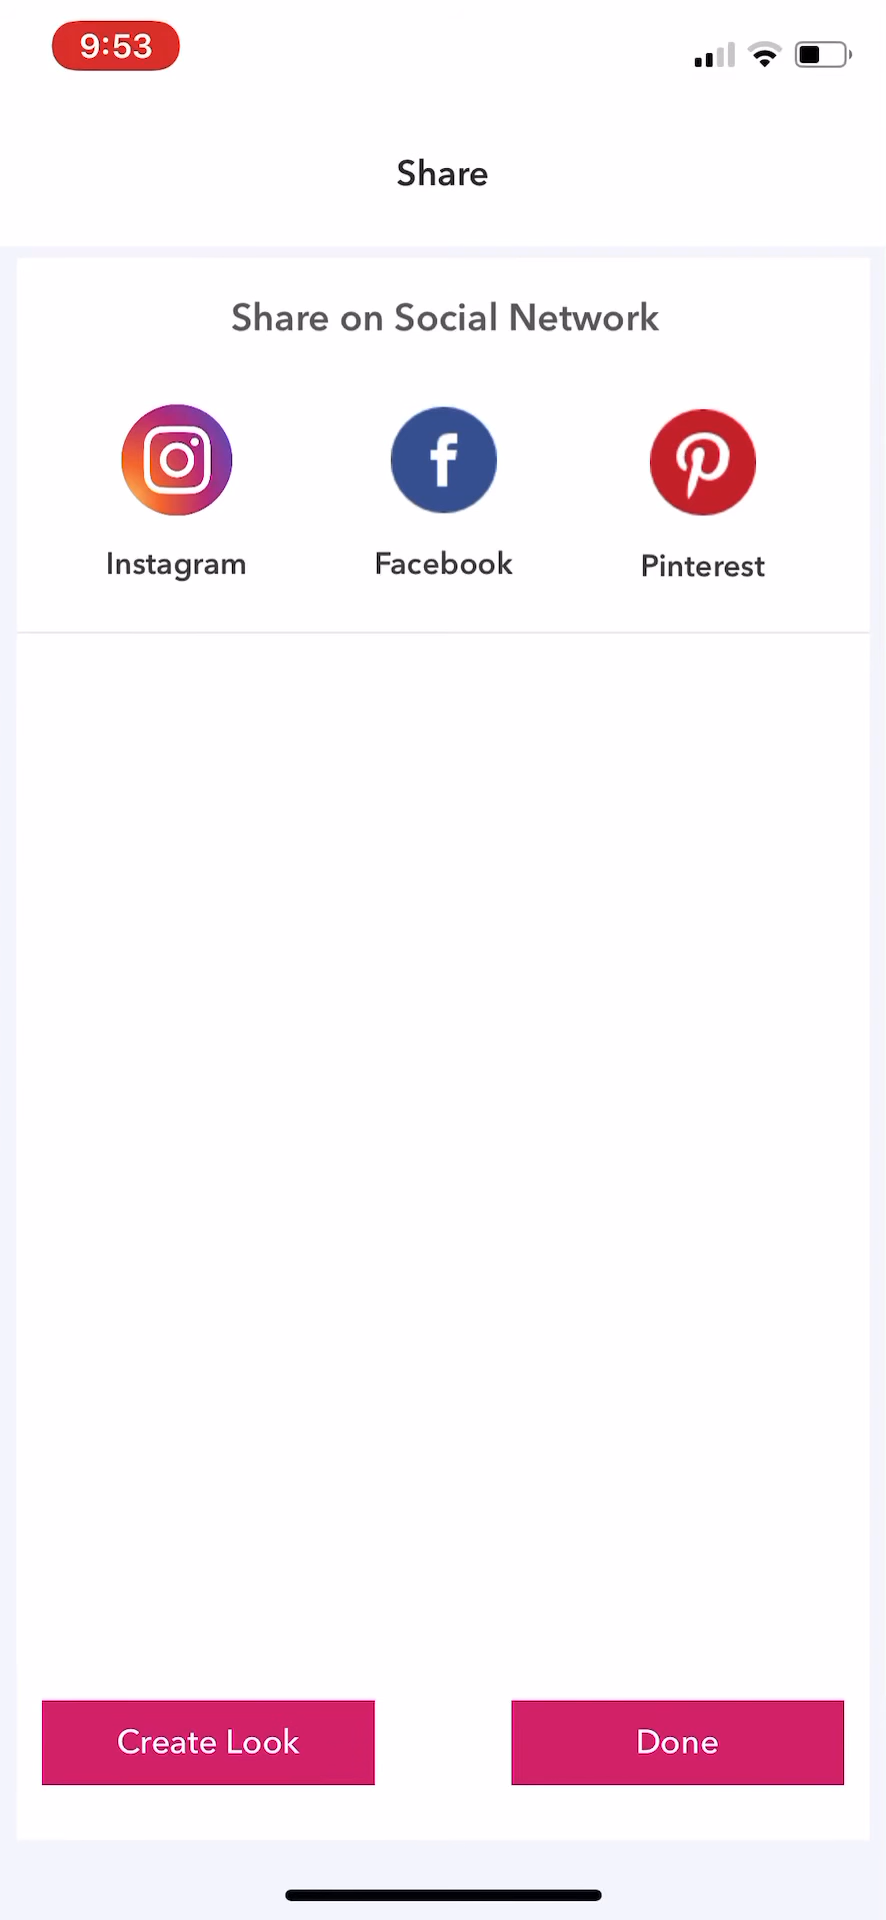 9:53
Share
Share on Social Network
Instagram
Facebook
Pinterest
Create Look
Done